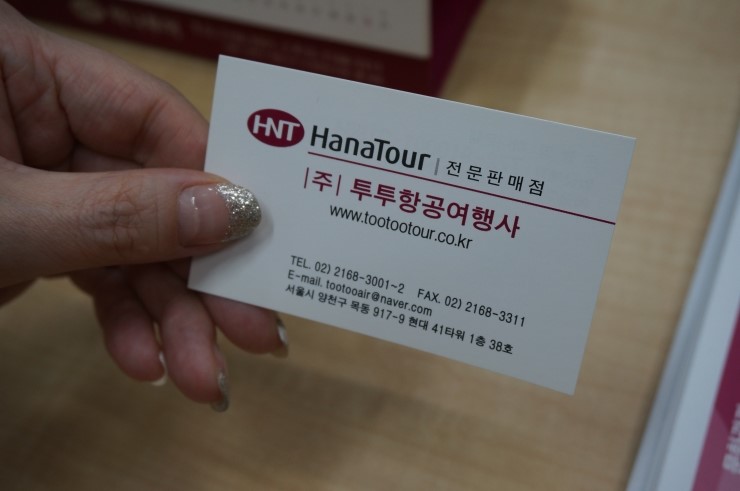 HNT HanaTour | 전문판매점
|주| 투투항공여행사
www.tootootour.co.kr
TEL. 02) 2168-3001~2 FAX. 02) 2168-3311
E-mail. tootooair@naver.com
서울시 양천구 목동 917-9 현대 41타워 1층 38호